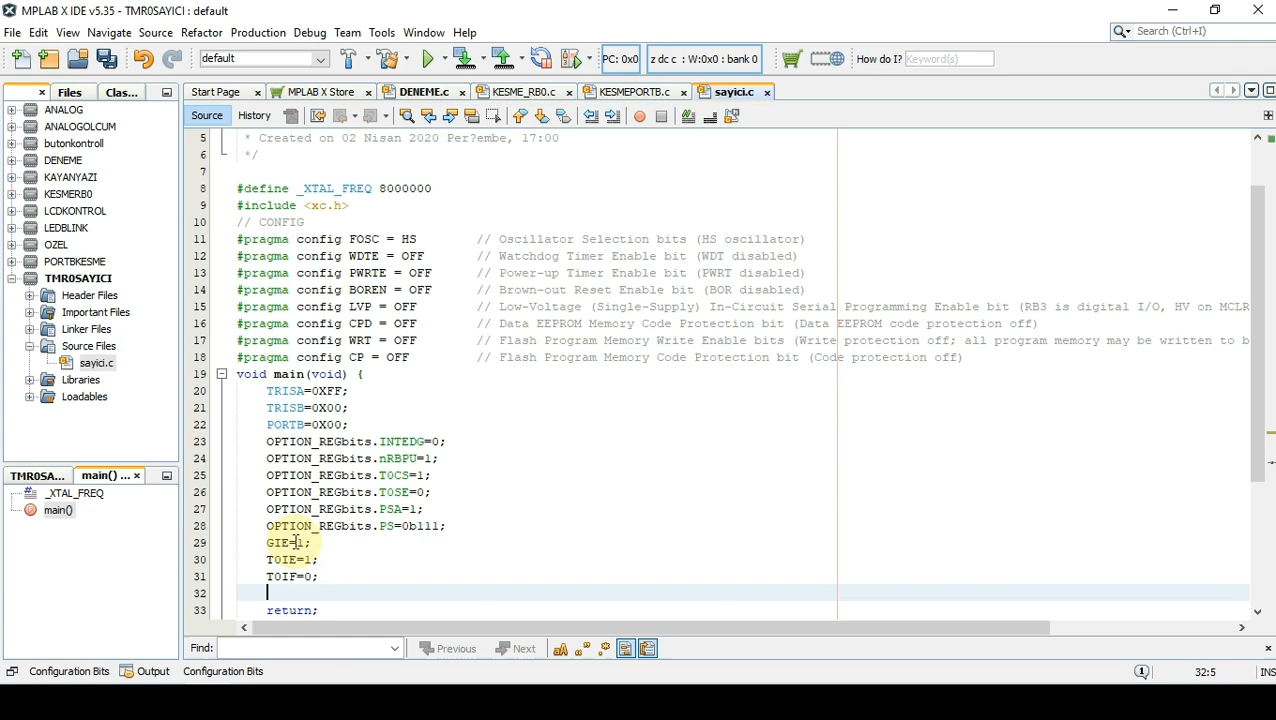 MPLAB X IDE v5.35 - TMR0SAYICI : default
File Edit View Navigate Source Refactor Production Debug Team Tools Window Help
Search (Ctrl+I)
default
PC: 0x0
z dc c : W:0x0 : bank 0
How do I?
Keyword(s)
Files
Clas...
Start Page
MPLAB X Store
DENEME.c
KESME_RB0.c
KESMEPORTB.c
sayici.c
Source
History
ANALOG
ANALOGOLCUM
butonkontroll
DENEME
KAYANYAZI
KESMERB0
LCDKONTROL
LEDBLINK
OZEL
PORTBKESME
TMR0SAYICI
Header Files
Important Files
Linker Files
Source Files
sayici.c
Libraries
Loadables
TMR0SA...
main() ...
_XTAL_FREQ
main()
5 * Created on 02 Nisan 2020 Per?embe, 17:00
6 */
7
8 #define _XTAL_FREQ 8000000
9 #include <xc.h>
10 // CONFIG
11 #pragma config FOSC = HS // Oscillator Selection bits (HS oscillator)
12 #pragma config WDTE = OFF // Watchdog Timer Enable bit (WDT disabled)
13 #pragma config PWRTE = OFF // Power-up Timer Enable bit (PWRT disabled)
14 #pragma config BOREN = OFF // Brown-out Reset Enable bit (BOR disabled)
15 #pragma config LVP = OFF // Low-Voltage (Single-Supply) In-Circuit Serial Programming Enable bit (RB3 is digital I/O, HV on MCLR
16 #pragma config CPD = OFF // Data EEPROM Memory Code Protection bit (Data EEPROM code protection off)
17 #pragma config WRT = OFF // Flash Program Memory Write Enable bits (Write protection off; all program memory may be written to b
18 #pragma config CP = OFF // Flash Program Memory Code Protection bit (Code protection off)
19 void main(void) {
20 TRISA=0XFF;
21 TRISB=0X00;
22 PORTB=0X00;
23 OPTION_REGbits.INTEDG=0;
24 OPTION_REGbits.nRBPU=1;
25 OPTION_REGbits.T0CS=1;
26 OPTION_REGbits.T0SE=0;
27 OPTION_REGbits.PSA=1;
28 OPTION_REGbits.PS=0b111;
29 GIE=1;
30 T0IE=1;
31 T0IF=0;
32
33 return;
Find:
Previous
Next
Configuration Bits
Output
Configuration Bits
1
32:5
INS